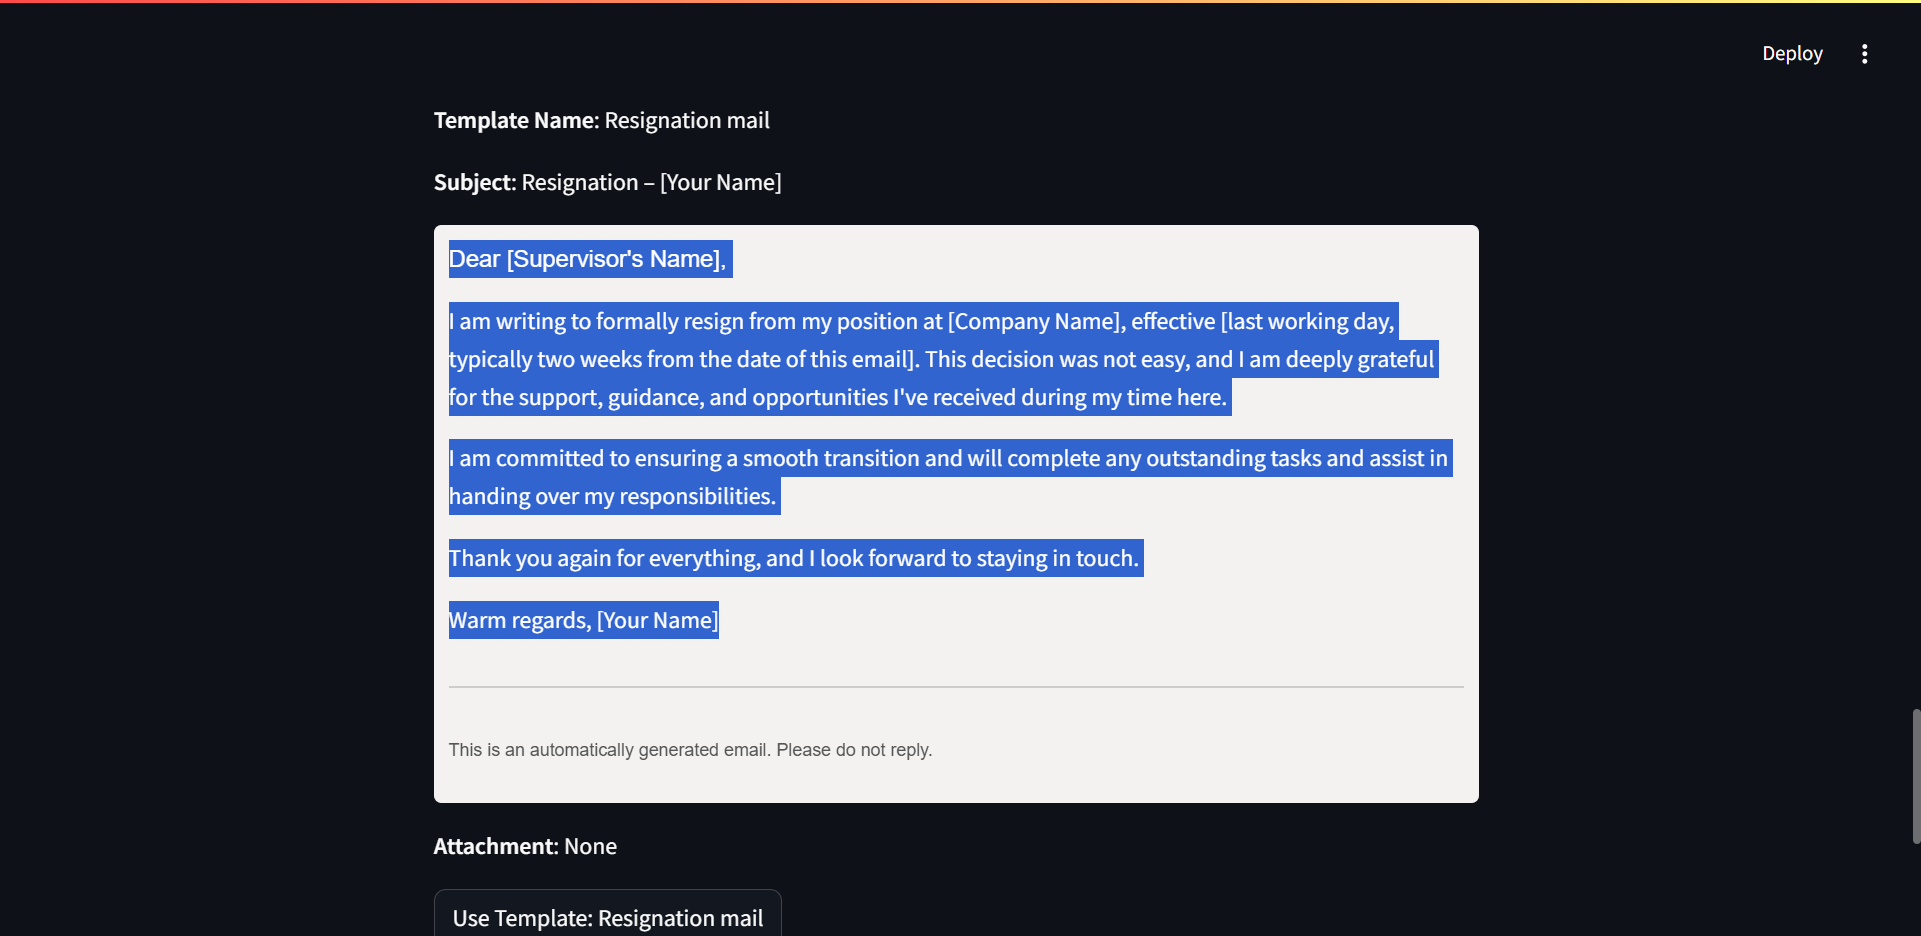 Deploy
Template Name: Resignation mail
Subject: Resignation – [Your Name]
Dear [Supervisor's Name],
I am writing to formally resign from my position at [Company Name], effective [last working day,
typically two weeks from the date of this email]. This decision was not easy, and I am deeply grateful
for the support, guidance, and opportunities I've received during my time here.
I am committed to ensuring a smooth transition and will complete any outstanding tasks and assist in
handing over my responsibilities.
Thank you again for everything, and I look forward to staying in touch.
Warm regards, [Your Name]
This is an automatically generated email. Please do not reply.
Attachment: None
Use Template: Resignation mail